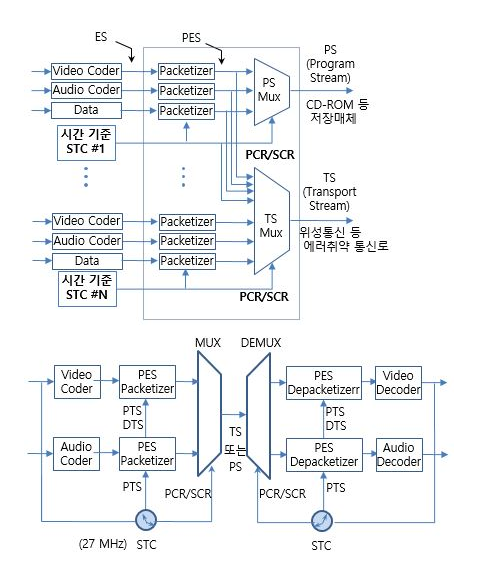 ES
PES
PS
(Program
Stream)
Video Coder
Packetizer
Audio Coder
Packetizer
Data
Packetizer
PS
Mux
CD-ROM 등
저장매체
시간 기준
STC #1
PCR/SCR
TS
(Transport
Stream)
Video Coder
Packetizer
Audio Coder
Packetizer
Data
Packetizer
TS
Mux
위성통신 등
에러취약 통신로
시간 기준
STC #N
PCR/SCR
MUX
DEMUX
Video
Coder
PES
Packetizer
PES
Depacketizerr
Video
Decoder
PTS
DTS
PTS
DTS
TS
또는
PS
Audio
Coder
PES
Packetizer
PES
Depacketizer
Audio
Decoder
PTS
PCR/SCR
PCR/SCR
PTS
(27 MHz)
STC
STC